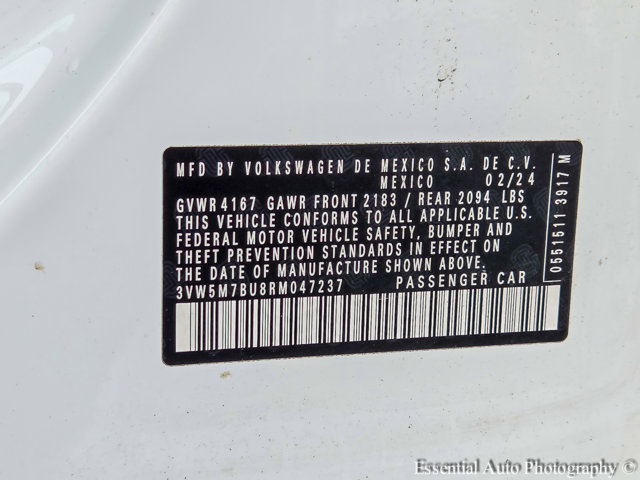 MFD BY VOLKSWAGEN DE MEXICO S.A. DE C.V.
MEXICO 02/24
GVWR 4167 GAWR FRONT 2183 / REAR 2094 LBS
THIS VEHICLE CONFORMS TO ALL APPLICABLE U.S.
FEDERAL MOTOR VEHICLE SAFETY, BUMPER AND
THEFT PREVENTION STANDARDS IN EFFECT ON
THE DATE OF MANUFACTURE SHOWN ABOVE.
3VW5M7BU8RM047237 PASSENGER CAR
0551511 3917 M
Essential Auto Photography ©